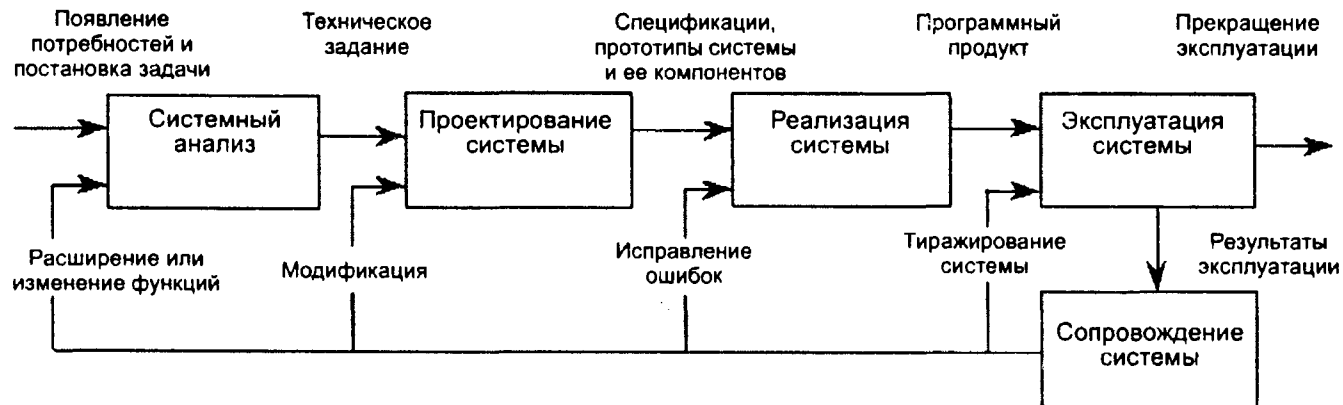 Появление
потребностей и
постановка задачи
Техническое
задание
Спецификации,
прототипы системы
и ее компонентов
Программный
продукт
Прекращение
эксплуатации
Системный
анализ
Проектирование
системы
Реализация
системы
Эксплуатация
системы
Расширение или
изменение функций
Модификация
Исправление
ошибок
Тиражирование
системы
Результаты
эксплуатации
Сопровождение
системы